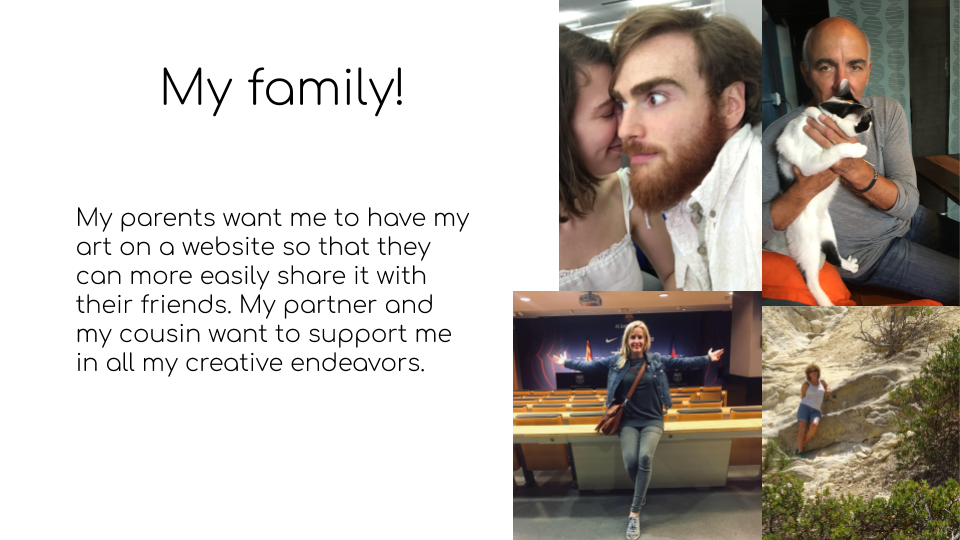 My family!
My parents want me to have my
art on a website so that they
can more easily share it with
their friends. My partner and
my cousin want to support me
in all my creative endeavors.